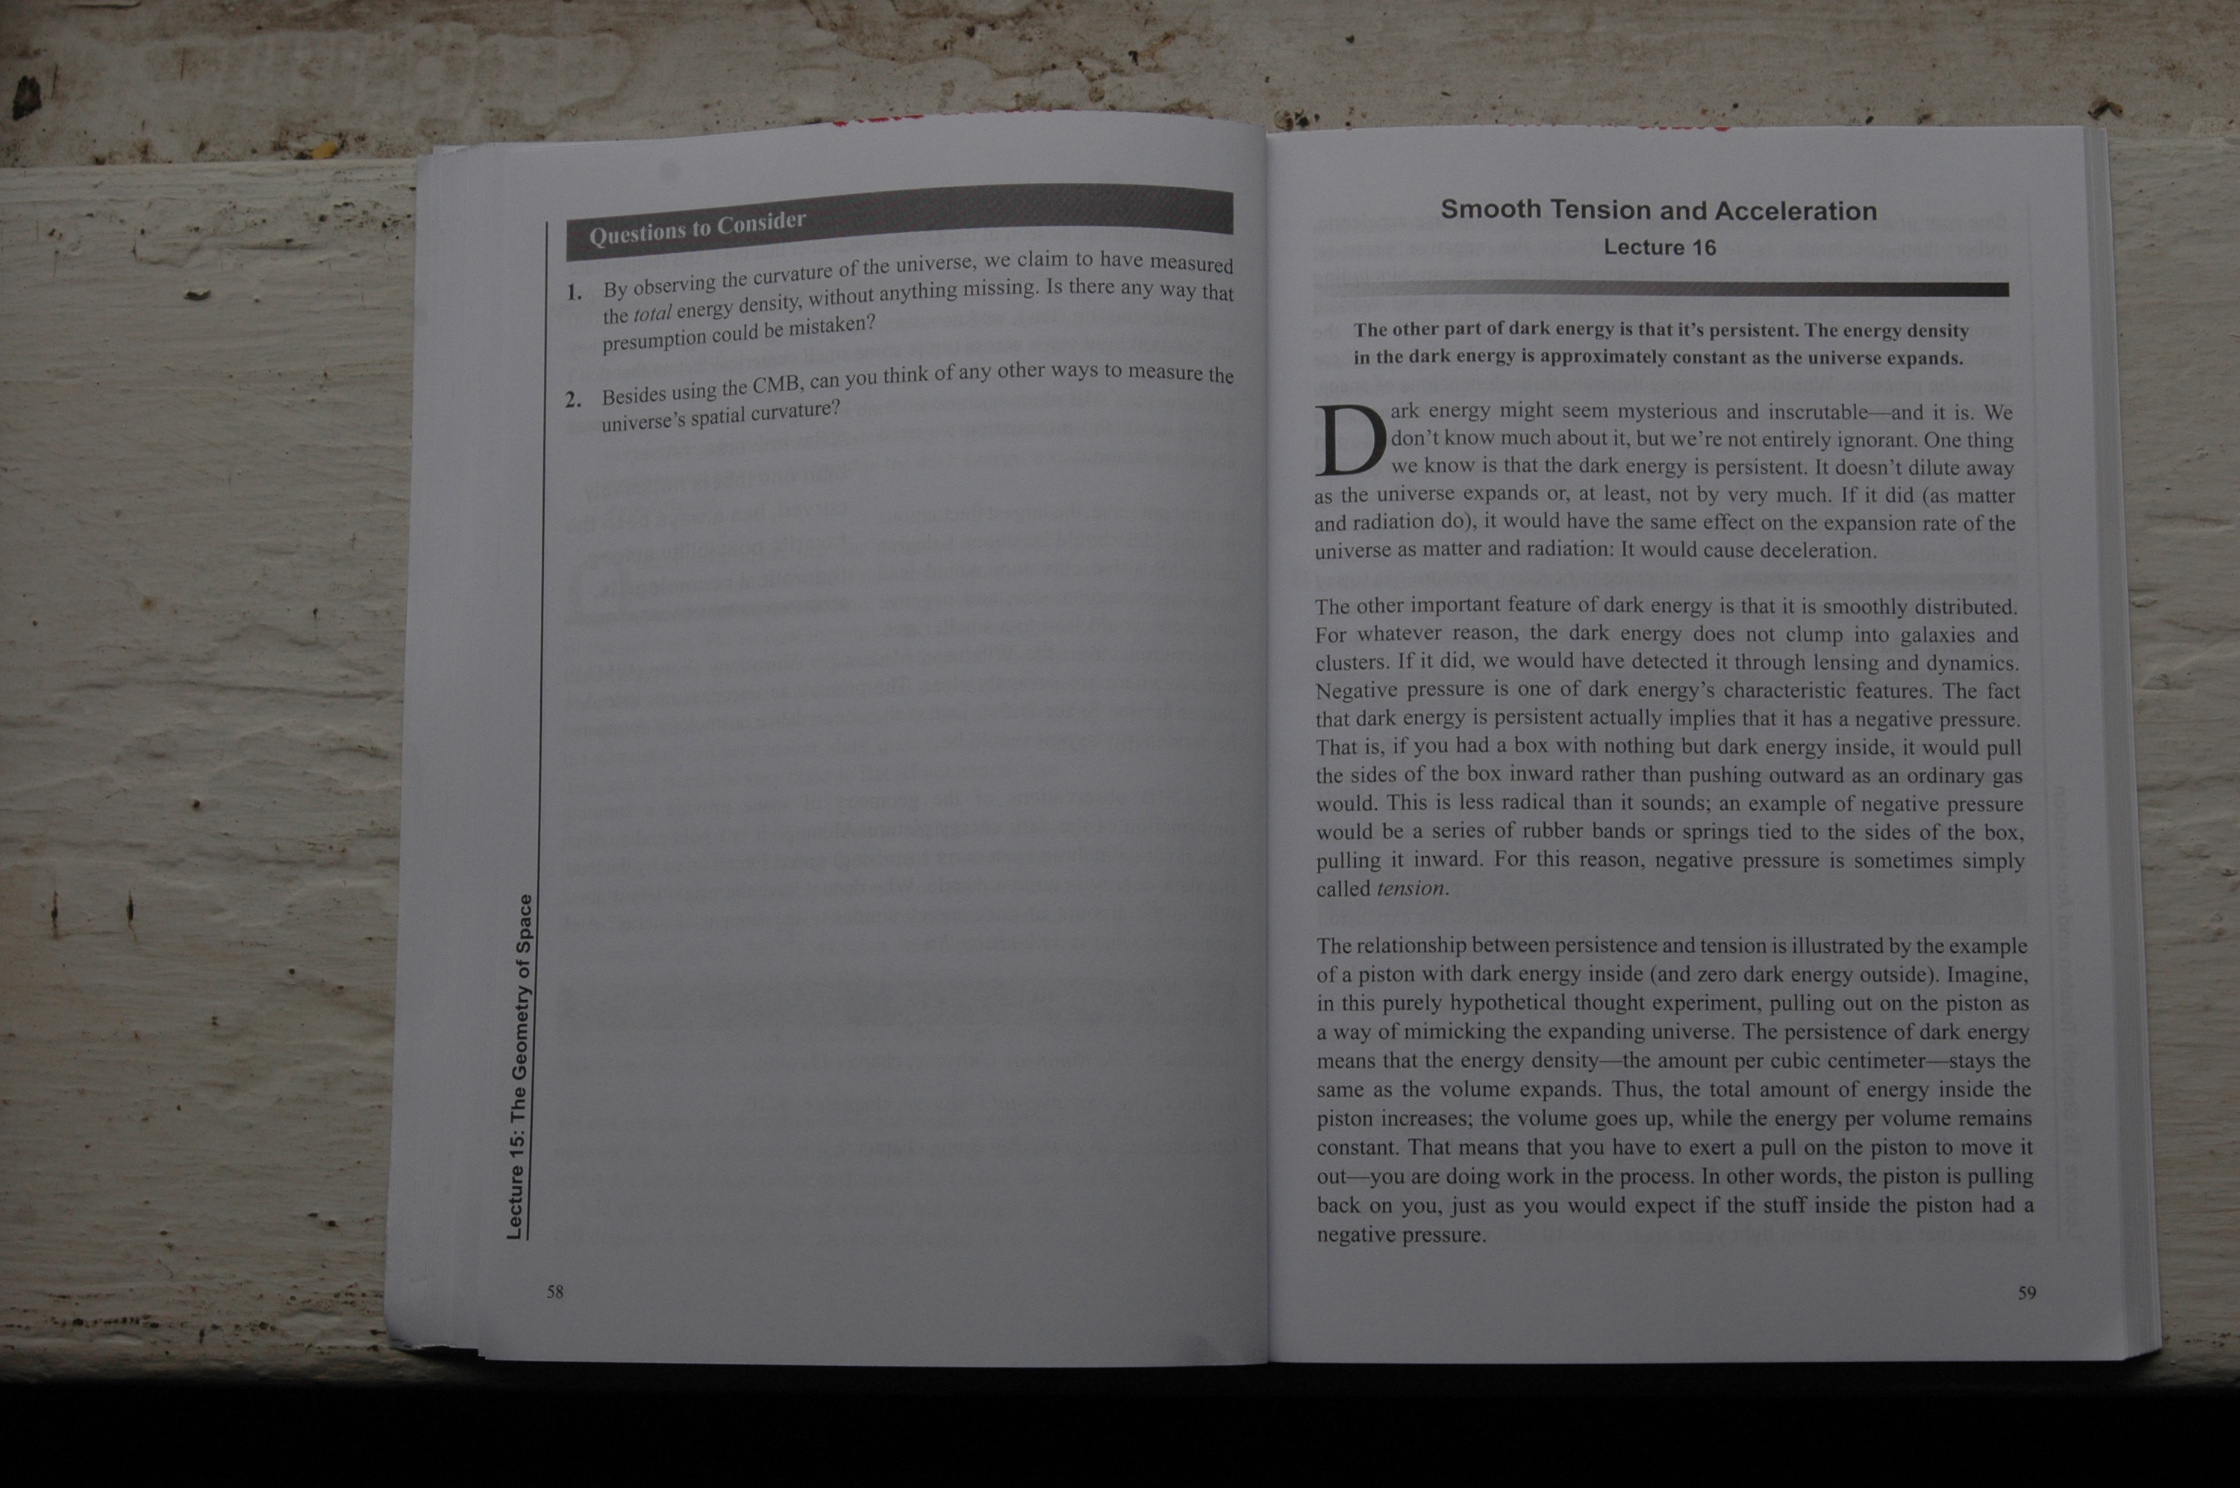 Questions to Consider
1. By observing the curvature of the universe, we claim to have measured
the total energy density, without anything missing. Is there any way that
presumption could be mistaken?
2. Besides using the CMB, can you think of any other ways to measure the
universe's spatial curvature?
Lecture 15: The Geometry of Space
58
Smooth Tension and Acceleration
Lecture 16
The other part of dark energy is that it's persistent. The energy density
in the dark energy is approximately constant as the universe expands.
Dark energy might seem mysterious and inscrutable—and it is. We
don't know much about it, but we're not entirely ignorant. One thing
we know is that the dark energy is persistent. It doesn't dilute away
as the universe expands or, at least, not by very much. If it did (as matter
and radiation do), it would have the same effect on the expansion rate of the
universe as matter and radiation: It would cause deceleration.
The other important feature of dark energy is that it is smoothly distributed.
For whatever reason, the dark energy does not clump into galaxies and
clusters. If it did, we would have detected it through lensing and dynamics.
Negative pressure is one of dark energy's characteristic features. The fact
that dark energy is persistent actually implies that it has a negative pressure.
That is, if you had a box with nothing but dark energy inside, it would pull
the sides of the box inward rather than pushing outward as an ordinary gas
would. This is less radical than it sounds; an example of negative pressure
would be a series of rubber bands or springs tied to the sides of the box,
pulling it inward. For this reason, negative pressure is sometimes simply
called tension.
The relationship between persistence and tension is illustrated by the example
of a piston with dark energy inside (and zero dark energy outside). Imagine,
in this purely hypothetical thought experiment, pulling out on the piston as
a way of mimicking the expanding universe. The persistence of dark energy
means that the energy density—the amount per cubic centimeter—stays the
same as the volume expands. Thus, the total amount of energy inside the
piston increases; the volume goes up, while the energy per volume remains
constant. That means that you have to exert a pull on the piston to move it
out—you are doing work in the process. In other words, the piston is pulling
back on you, just as you would expect if the stuff inside the piston had a
negative pressure.
59